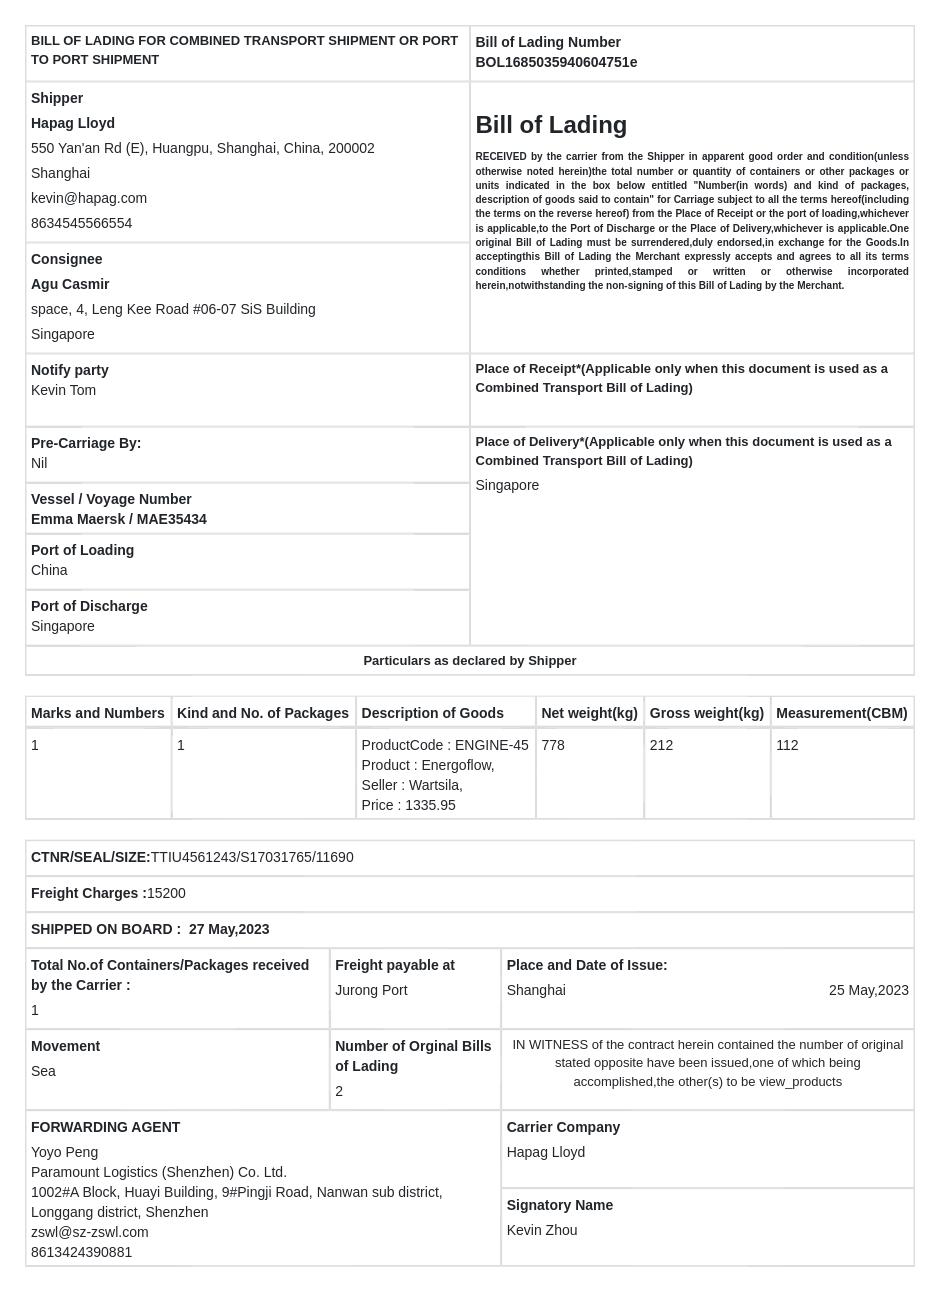 BILL OF LADING FOR COMBINED TRANSPORT SHIPMENT OR PORT
TO PORT SHIPMENT
Bill of Lading Number
BOL1685035940604751e
Shipper
Hapag Lloyd
550 Yan'an Rd (E), Huangpu, Shanghai, China, 200002
Shanghai
kevin@hapag.com
8634545566554
Consignee
Agu Casmir
space, 4, Leng Kee Road #06-07 SiS Building
Singapore
Bill of Lading
RECEIVED by the carrier from the Shipper in apparent good order and condition(unless
otherwise noted herein)the total number or quantity of containers or other packages or
units indicated in the box below entitled "Number(in words) and kind of packages,
description of goods said to contain" for Carriage subject to all the terms hereof(including
the terms on the reverse hereof) from the Place of Receipt or the port of loading,whichever
is applicable,to the Port of Discharge or the Place of Delivery,whichever is applicable.One
original Bill of Lading must be surrendered,duly endorsed,in exchange for the Goods.In
acceptingthis Bill of Lading the Merchant expressly accepts and agrees to all its terms
conditions whether printed,stamped or written or otherwise incorporated
herein,notwithstanding the non-signing of this Bill of Lading by the Merchant.
Notify party
Kevin Tom
Place of Receipt*(Applicable only when this document is used as a
Combined Transport Bill of Lading)
Pre-Carriage By:
Nil
Vessel / Voyage Number
Emma Maersk / MAE35434
Port of Loading
China
Port of Discharge
Singapore
Place of Delivery*(Applicable only when this document is used as a
Combined Transport Bill of Lading)
Singapore
Particulars as declared by Shipper
Marks and Numbers Kind and No. of Packages Description of Goods Net weight(kg) Gross weight(kg) Measurement(CBM)
1 1 ProductCode : ENGINE-45 778 212 112
Product : Energoflow,
Seller : Wartsila,
Price : 1335.95
CTNR/SEAL/SIZE:TTIU4561243/S17031765/11690
Freight Charges :15200
SHIPPED ON BOARD : 27 May,2023
Total No.of Containers/Packages received
by the Carrier :
1
Freight payable at
Jurong Port
Place and Date of Issue:
Shanghai 25 May,2023
Movement
Sea
Number of Orginal Bills
of Lading
2
IN WITNESS of the contract herein contained the number of original
stated opposite have been issued,one of which being
accomplished,the other(s) to be view_products
FORWARDING AGENT
Yoyo Peng
Paramount Logistics (Shenzhen) Co. Ltd.
1002#A Block, Huayi Building, 9#Pingji Road, Nanwan sub district,
Longgang district, Shenzhen
zswl@sz-zswl.com
8613424390881
Carrier Company
Hapag Lloyd
Signatory Name
Kevin Zhou